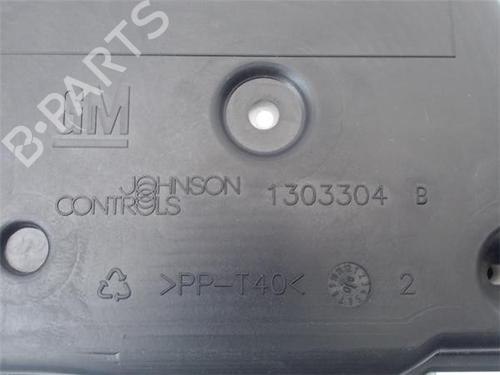 GM
B-PARTS
JOHNSON
CONTROLS
1303304 B
>PP-T40<
2